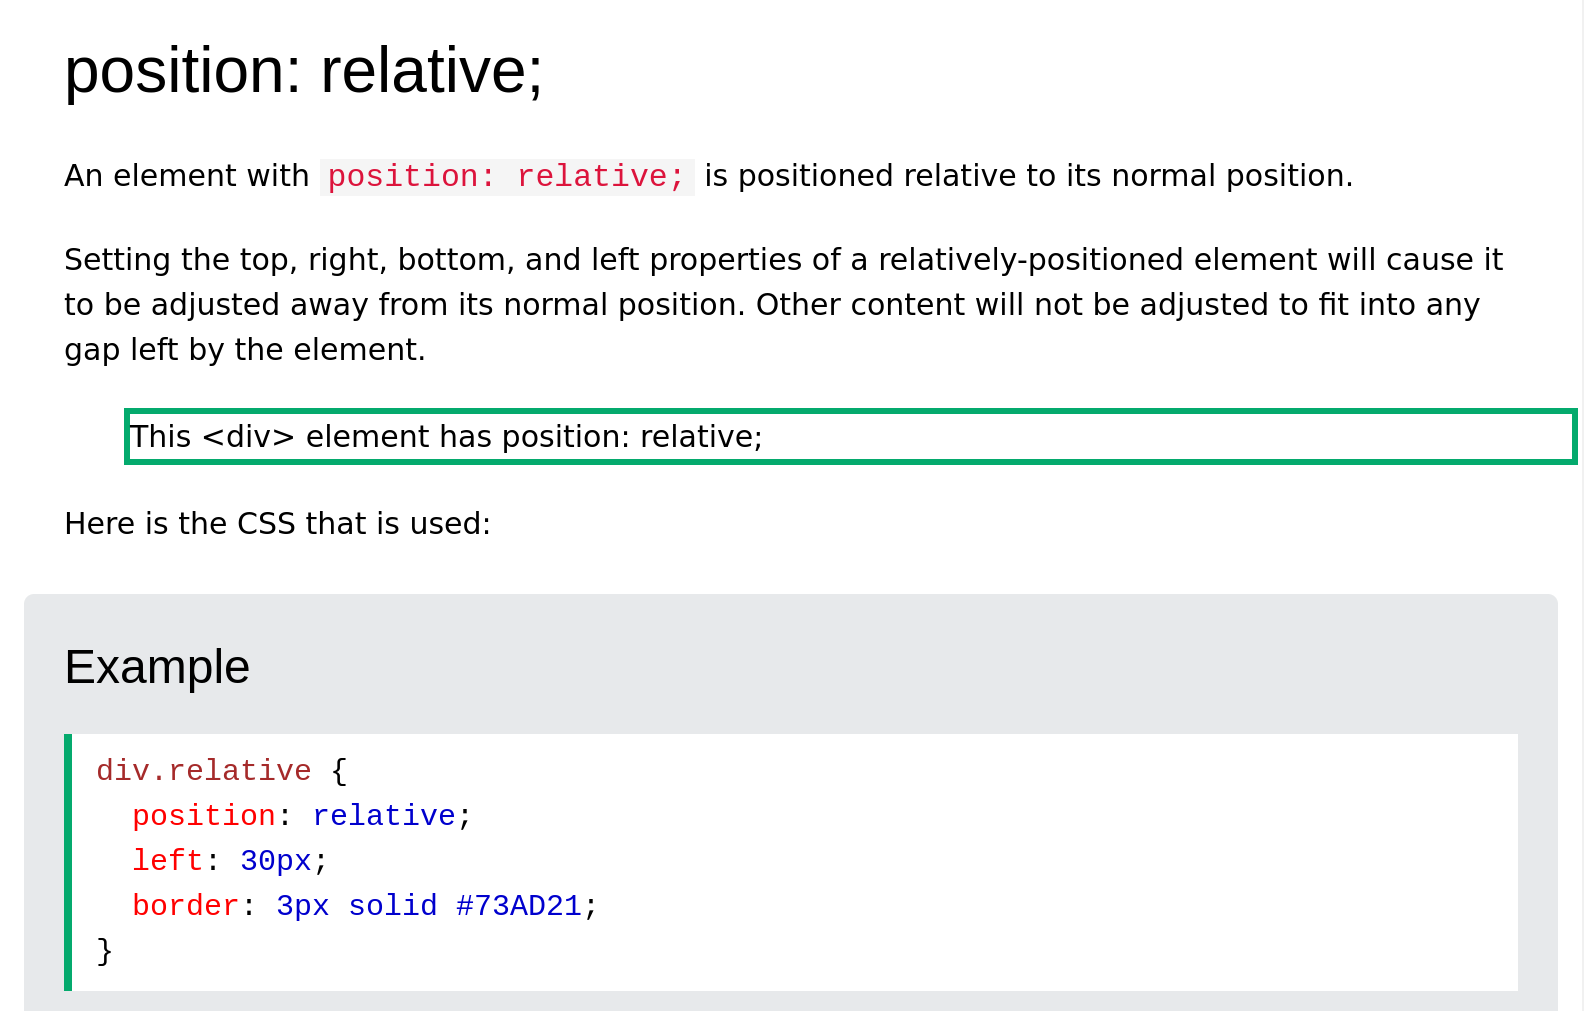 position: relative;
An element with position: relative; is positioned relative to its normal position.
Setting the top, right, bottom, and left properties of a relatively-positioned element will cause it
to be adjusted away from its normal position. Other content will not be adjusted to fit into any
gap left by the element.
This <div> element has position: relative;
Here is the CSS that is used:
Example
div.relative {
  position: relative;
  left: 30px;
  border: 3px solid #73AD21;
}